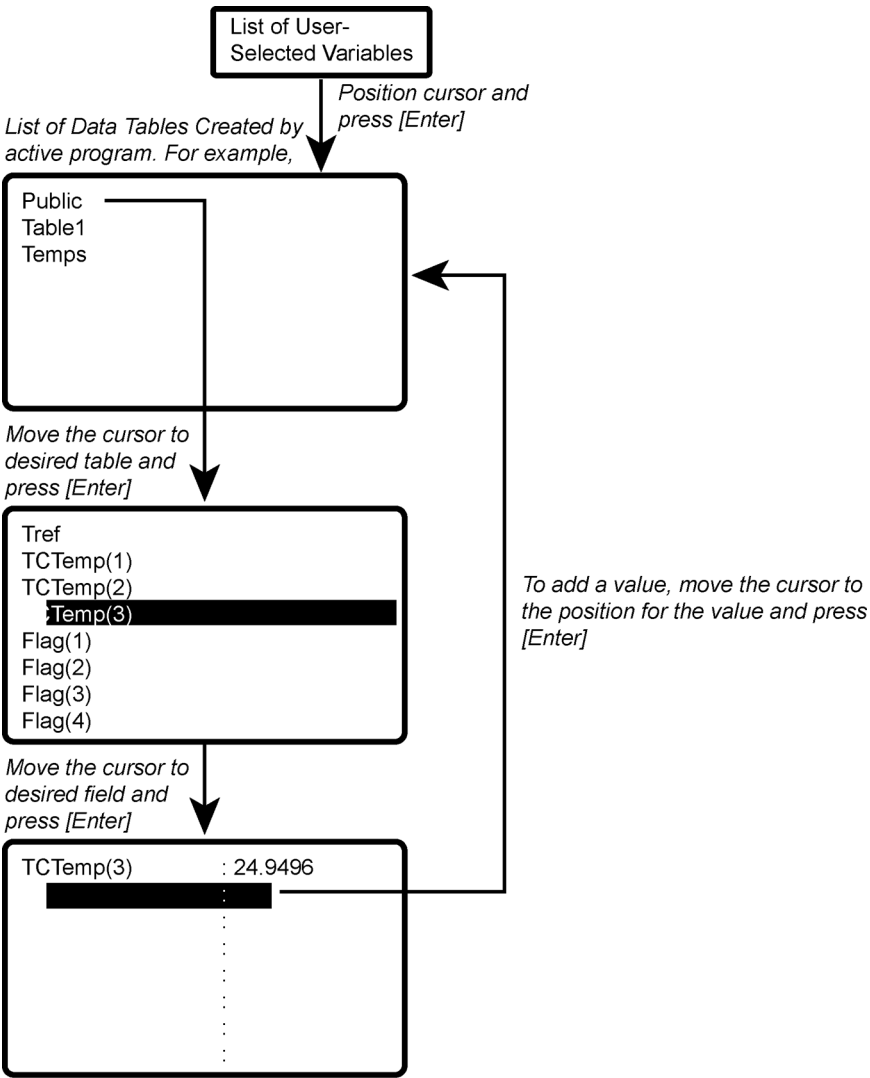 List of User-
Selected Variables
Position cursor and
press [Enter]
List of Data Tables Created by
active program. For example,
Public
Table1
Temps
Move the cursor to
desired table and
press [Enter]
Tref
TCTemp(1)
TCTemp(2)
CTemp(3)
Flag(1)
Flag(2)
Flag(3)
Flag(4)
To add a value, move the cursor to
the position for the value and press
[Enter]
Move the cursor to
desired field and
press [Enter]
TCTemp(3) : 24.9496
:
:
:
:
:
:
: